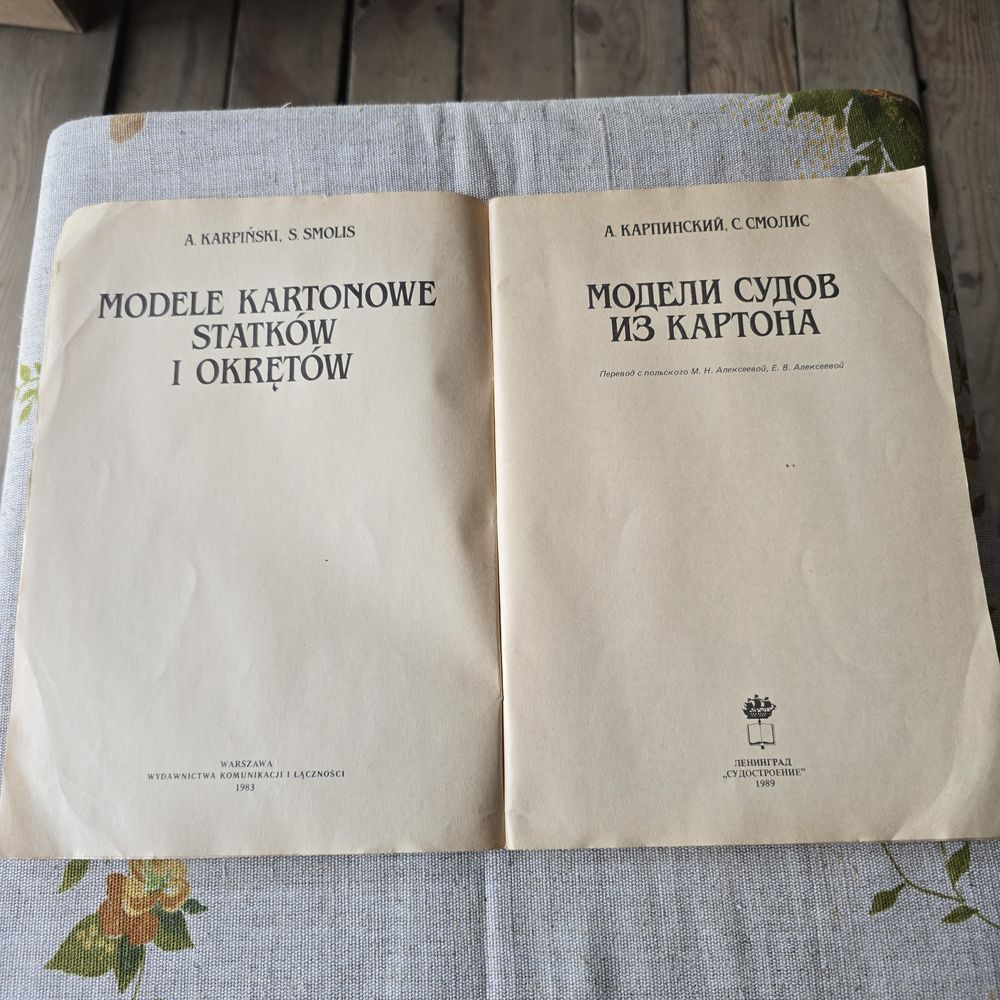 A. KARPIŃSKI, S. SMOLIS
MODELE KARTONOWE
STATKÓW
I OKRĘTÓW
WARSZAWA
WYDAWNICTWA KOMUNIKACJI I ŁĄCZNOŚCI
1983
А. КАРПИНСКИЙ, С. СМОЛИС
МОДЕЛИ СУДОВ
ИЗ КАРТОНА
Перевод с польского М. Н. Алексеевой, Е. В. Алексеевой
ЛЕНИНГРАД
„СУДОСТРОЕНИЕ"
1989